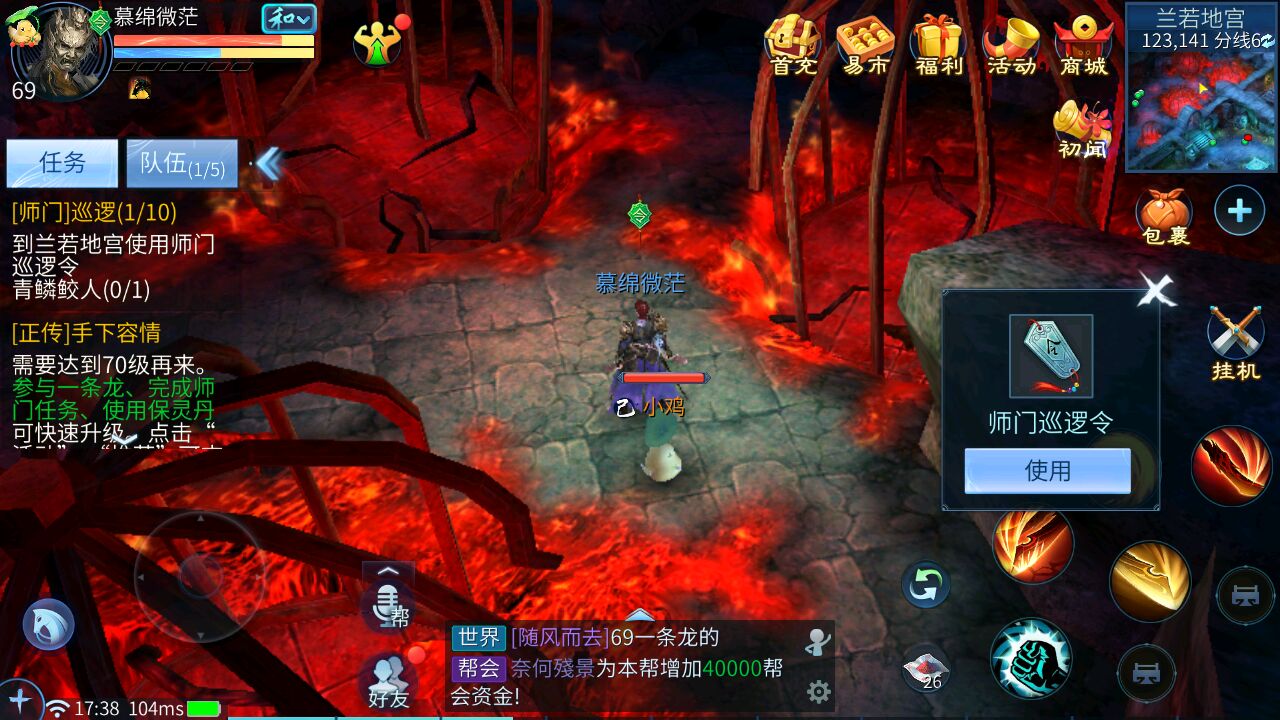 慕绵微茫
和
69
首充
易市
福利
活动
商城
兰若地宫
123,141 分线6
初闻
任务
队伍(1/5)
包裹
[师门]巡逻(1/10)
到兰若地宫使用师门
巡逻令
青鳞鲛人(0/1)
[正传]手下容情
需要达到70级再来。
参与一条龙、完成师
门任务、使用保灵丹
可快速升级，点击“
令
慕绵微茫
己 小鸡
挂机
师门巡逻令
使用
帮
好友
世界 [随风而去]69一条龙的
帮会 奈何殘景为本帮增加40000帮
会资金!
26
17:38 104ms